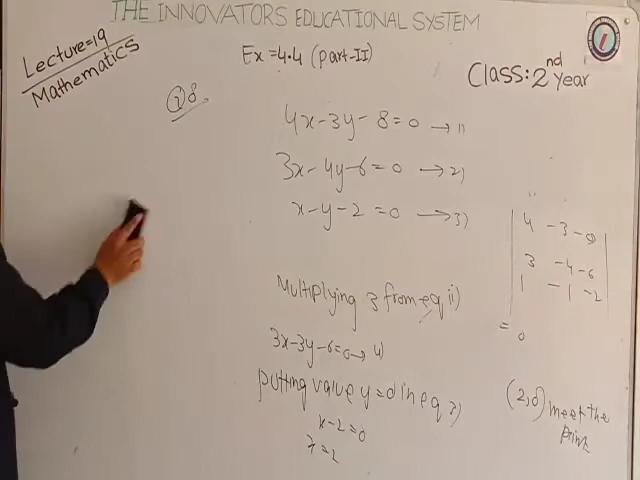 THE INNOVATORS EDUCATIONAL SYSTEM
Lecture=19
Mathematics
Ex=4.4 (Part-II)
Class: 2nd year
Q8.
4x-3y-8=0 →1)
3x-4y-6=0 →2)
x-y-2=0 →3)
4 -3 -8
3 -4 -6
1 -1 -2
= 0
Multiplying 3 from eq ii)
3x-3y-6=0→4)
putting value y=0 in eq 3)
x-2=0
x=2
(2,0) meet the
point